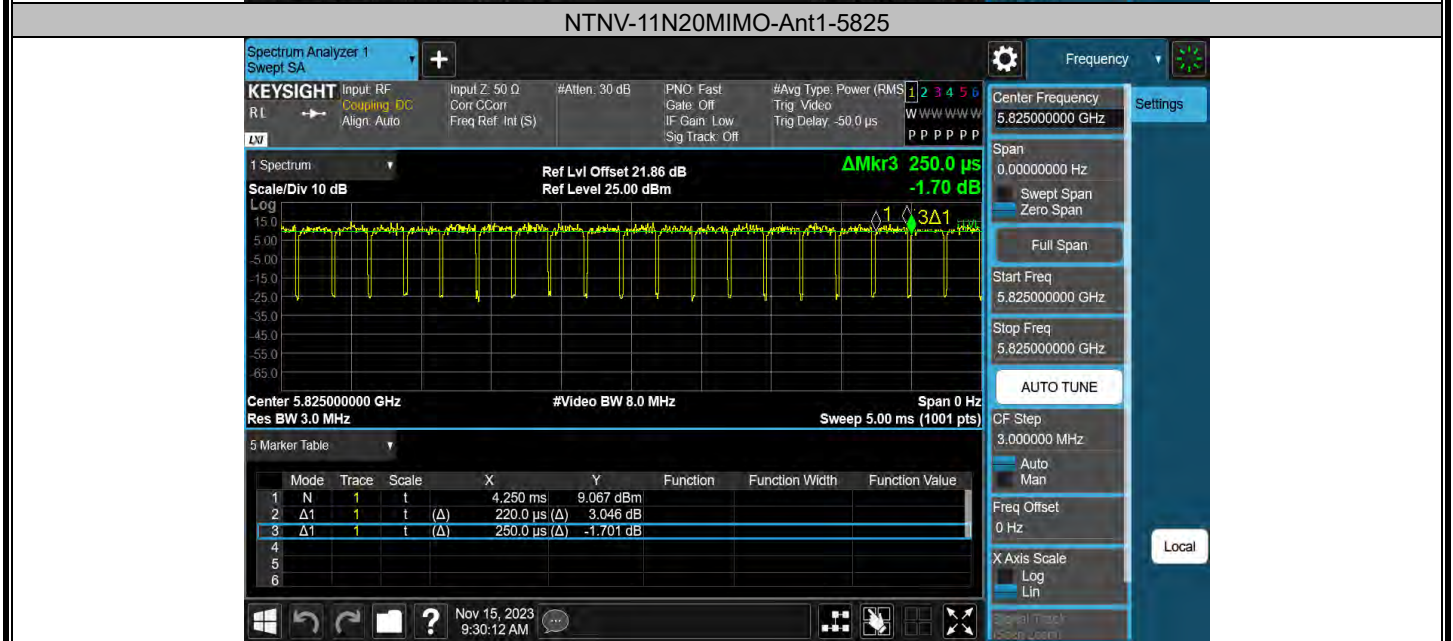 NTNV-11N20MIMO-Ant1-5825
Spectrum Analyzer 1
Swept SA
+
Frequency
KEYSIGHT
RL
LXI
Input: RF
Coupling: DC
Align: Auto
Input Z: 50 Ω
Corr CCorr
Freq Ref: Int (S)
#Atten: 30 dB
PNO: Fast
Gate: Off
IF Gain: Low
Sig Track: Off
#Avg Type: Power (RMS
Trig: Video
Trig Delay: -50.0 µs
1 2 3 4 5 6
W W W W W W
P P P P P P
Center Frequency
5.825000000 GHz
Settings
1 Spectrum
Scale/Div 10 dB
Log
Ref Lvl Offset 21.86 dB
Ref Level 25.00 dBm
ΔMkr3 250.0 µs
-1.70 dB
15.0
5.00
-5.00
-15.0
-25.0
-35.0
-45.0
-55.0
-65.0
1
3Δ1
Center 5.825000000 GHz
Res BW 3.0 MHz
#Video BW 8.0 MHz
Span 0 Hz
Sweep 5.00 ms (1001 pts)
Span
0.00000000 Hz
Swept Span
Zero Span
Full Span
Start Freq
5.825000000 GHz
Stop Freq
5.825000000 GHz
AUTO TUNE
CF Step
3.000000 MHz
Auto
Man
Freq Offset
0 Hz
X Axis Scale
Log
Lin
Local
5 Marker Table
Mode Trace Scale X Y Function Function Width Function Value
1 N 1 t 4.250 ms 9.067 dBm
2 Δ1 1 t (Δ) 220.0 µs (Δ) 3.046 dB
3 Δ1 1 t (Δ) 250.0 µs (Δ) -1.701 dB
4
5
6
?
Nov 15, 2023
9:30:12 AM